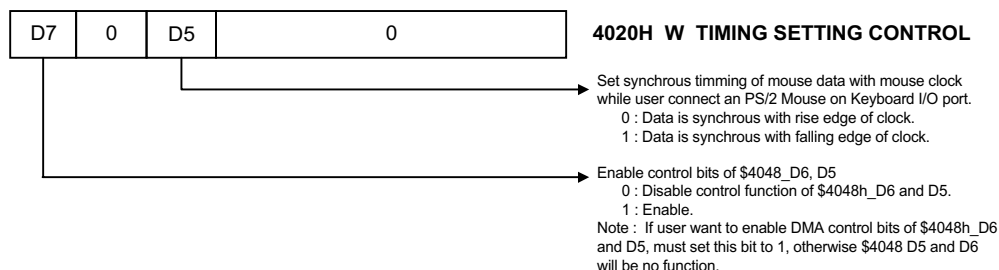 D7 0 D5 0 4020H W TIMING SETTING CONTROL
Set synchrous timming of mouse data with mouse clock
while user connect an PS/2 Mouse on Keyboard I/O port.
0 : Data is synchrous with rise edge of clock.
1 : Data is synchrous with falling edge of clock.
Enable control bits of $4048_D6, D5
0 : Disable control function of $4048h_D6 and D5.
1 : Enable.
Note : If user want to enable DMA control bits of $4048h_D6
and D5, must set this bit to 1, otherwise $4048 D5 and D6
will be no function.